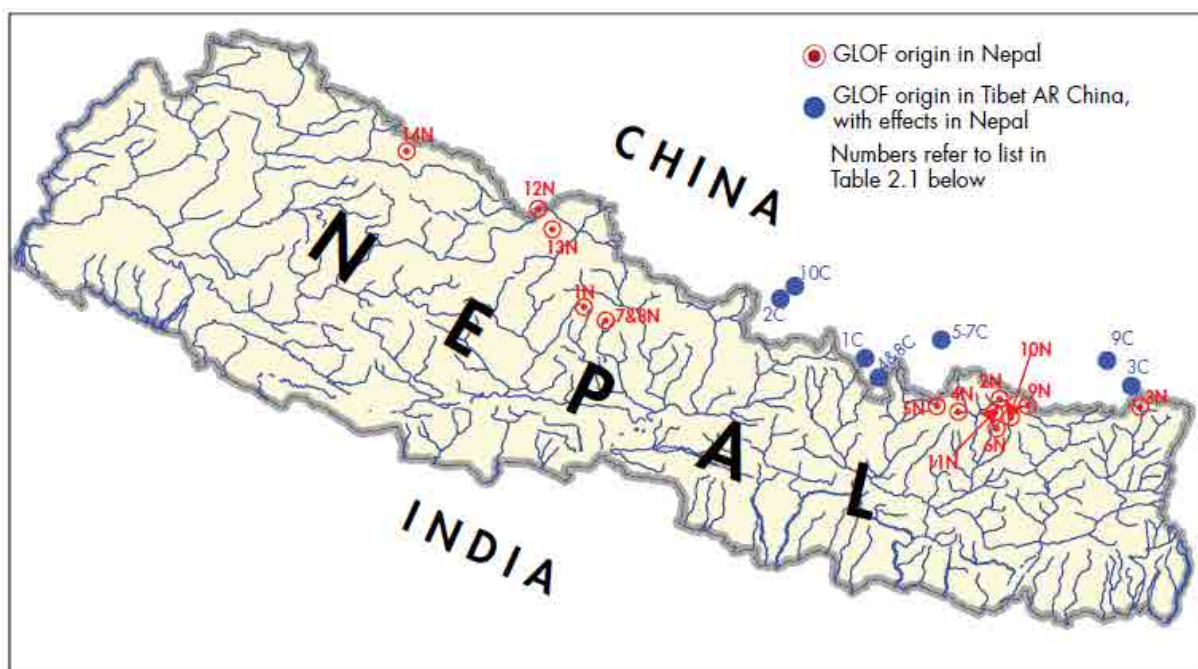 GLOF origin in Nepal
GLOF origin in Tibet AR China,
with effects in Nepal
Numbers refer to list in
Table 2.1 below
CHINA
14N
12N
13N
10C
2C
1N
7&8N
NEPAL
1C
4&8C
5-7C
10N
9C
3C
2N
9N
3N
4N
5N
6N
11N
INDIA